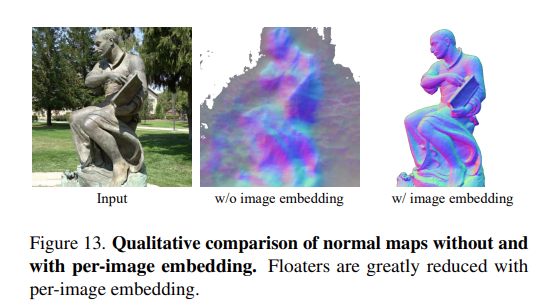 Input
w/o image embedding
w/ image embedding
Figure 13. Qualitative comparison of normal maps without and
with per-image embedding. Floaters are greatly reduced with
per-image embedding.